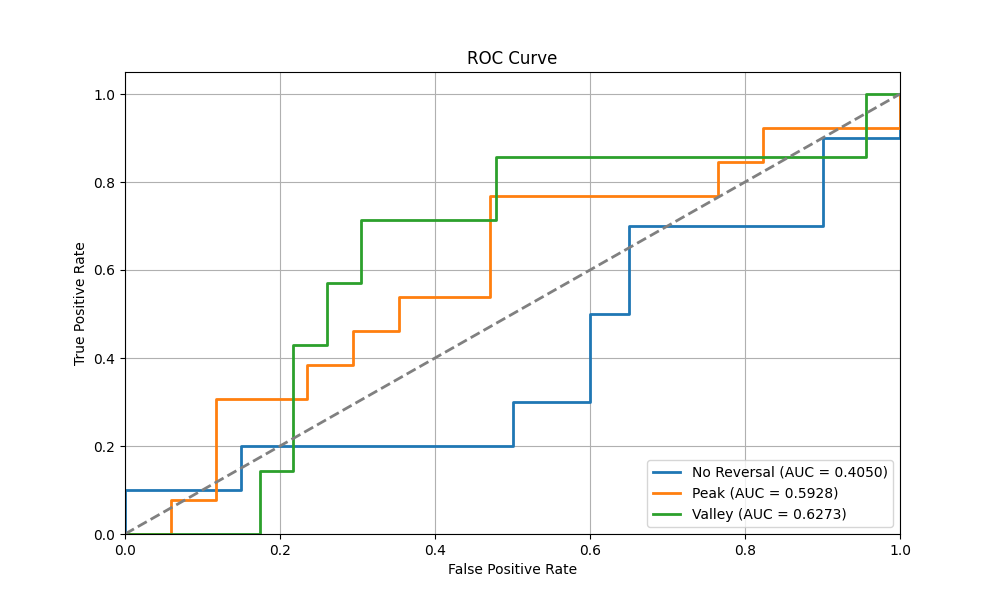 ROC Curve
True Positive Rate
1.0
0.8
0.6
0.4
0.2
0.0
0.0 0.2 0.4 0.6 0.8 1.0
False Positive Rate
No Reversal (AUC = 0.4050)
Peak (AUC = 0.5928)
Valley (AUC = 0.6273)